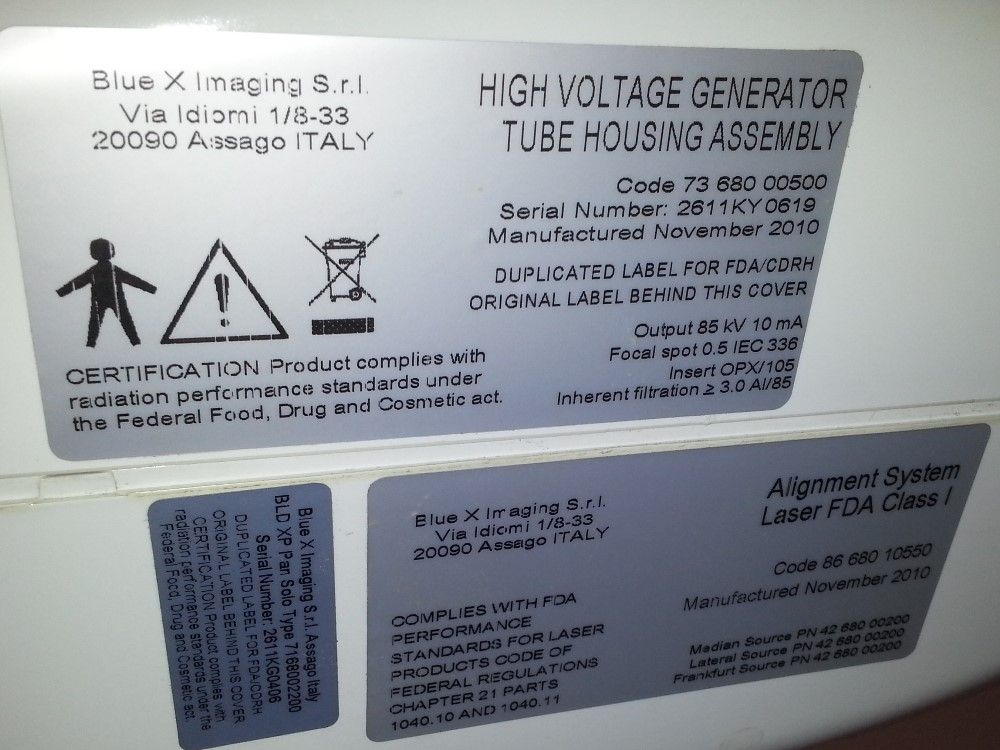 Blue X Imaging S.r.l.
Via Idiomi 1/8-33
20090 Assago ITALY
HIGH VOLTAGE GENERATOR
TUBE HOUSING ASSEMBLY
Code 73 680 00500
Serial Number: 2611KY0619
Manufactured November 2010
DUPLICATED LABEL FOR FDA/CDRH
ORIGINAL LABEL BEHIND THIS COVER
Output 85 kV 10 mA
Focal spot 0.5 IEC 336
Insert OPX/105
Inherent filtration ≥ 3.0 Al/85
CERTIFICATION Product complies with
radiation performance standards under
the Federal Food, Drug and Cosmetic act.
Blue X Imaging S.r.l. Assago Italy
BLD XP Pan Solo Type 7166002200
Serial Number: 2611KG0406
DUPLICATED LABEL FOR FDA/CDRH
ORIGINAL LABEL BEHIND THIS COVER
CERTIFICATION Product complies with
radiation performance standards under the
Federal Food, Drug and Cosmetic act.
Blue X Imaging S.r.l.
Via Idiomi 1/8-33
20090 Assago ITALY
COMPLIES WITH FDA
PERFORMANCE
STANDARDS FOR LASER
PRODUCTS CODE OF
FEDERAL REGULATIONS
CHAPTER 21 PARTS
1040.10 AND 1040.11
Alignment System
Laser FDA Class I
Code 86 680 10550
Manufactured November 2010
Median Source PN 42 680 00200
Lateral Source PN 42 680 00200
Frankfurt Source PN 42 680 00200